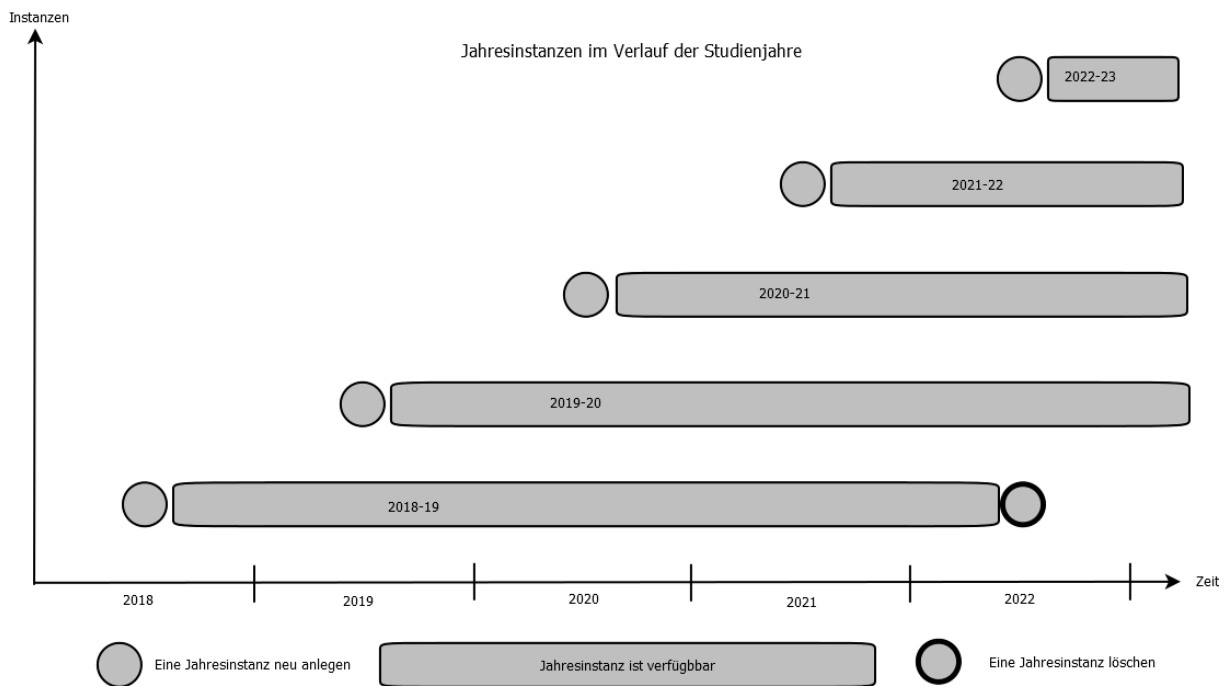 Instanzen
Jahresinstanzen im Verlauf der Studienjahre
2022-23
2021-22
2020-21
2019-20
2018-19
Zeit
2018
2019
2020
2021
2022
Eine Jahresinstanz neu anlegen
Jahresinstanz ist verfügbbar
Eine Jahresinstanz löschen